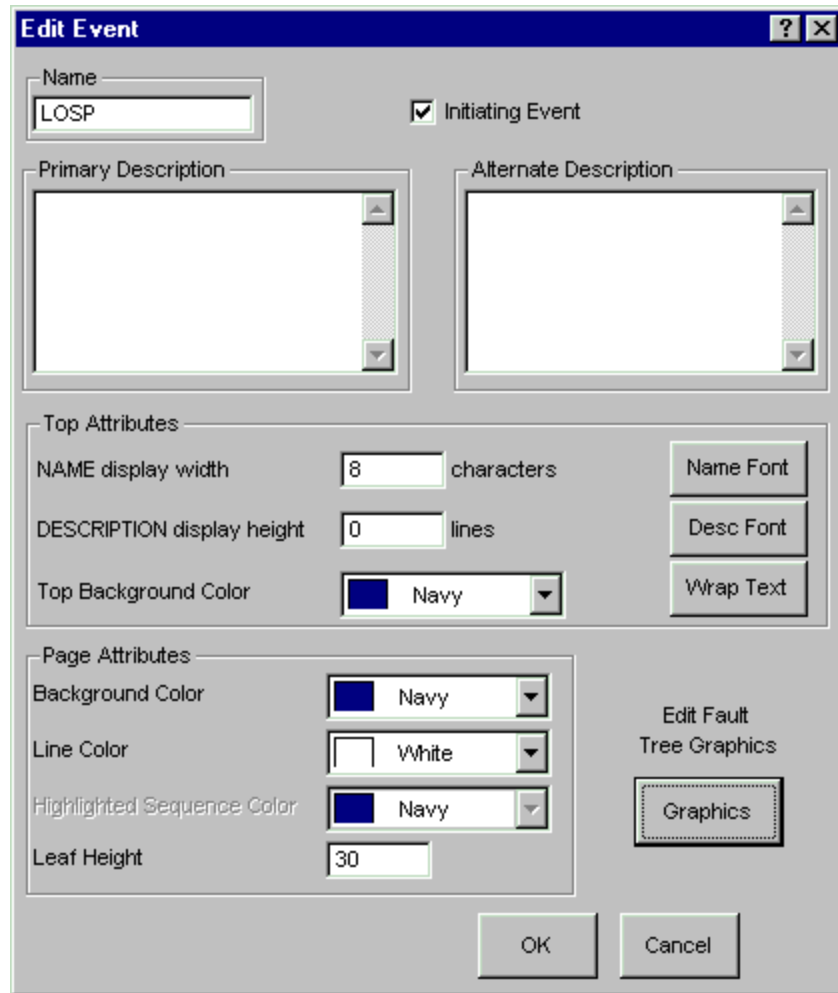 Edit Event
Name
LOSP
Initiating Event
Primary Description
Alternate Description
Top Attributes
NAME display width 8 characters Name Font
DESCRIPTION display height 0 lines Desc Font
Top Background Color Navy Wrap Text
Page Attributes
Background Color Navy
Line Color White
Highlighted Sequence Color Navy
Leaf Height 30
Edit Fault
Tree Graphics
Graphics
OK Cancel